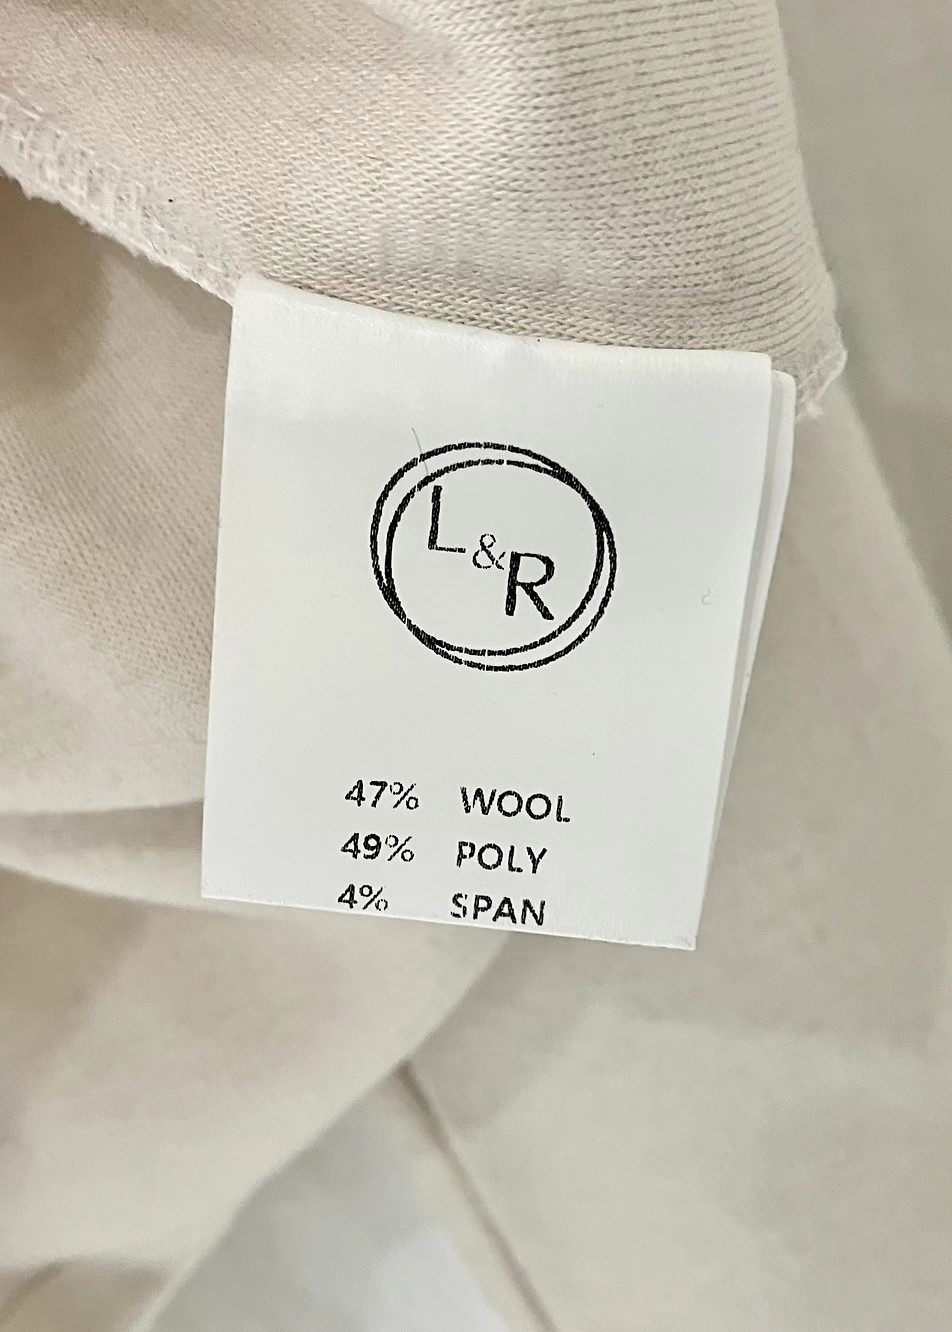 L&R
47% WOOL
49% POLY
4% SPAN